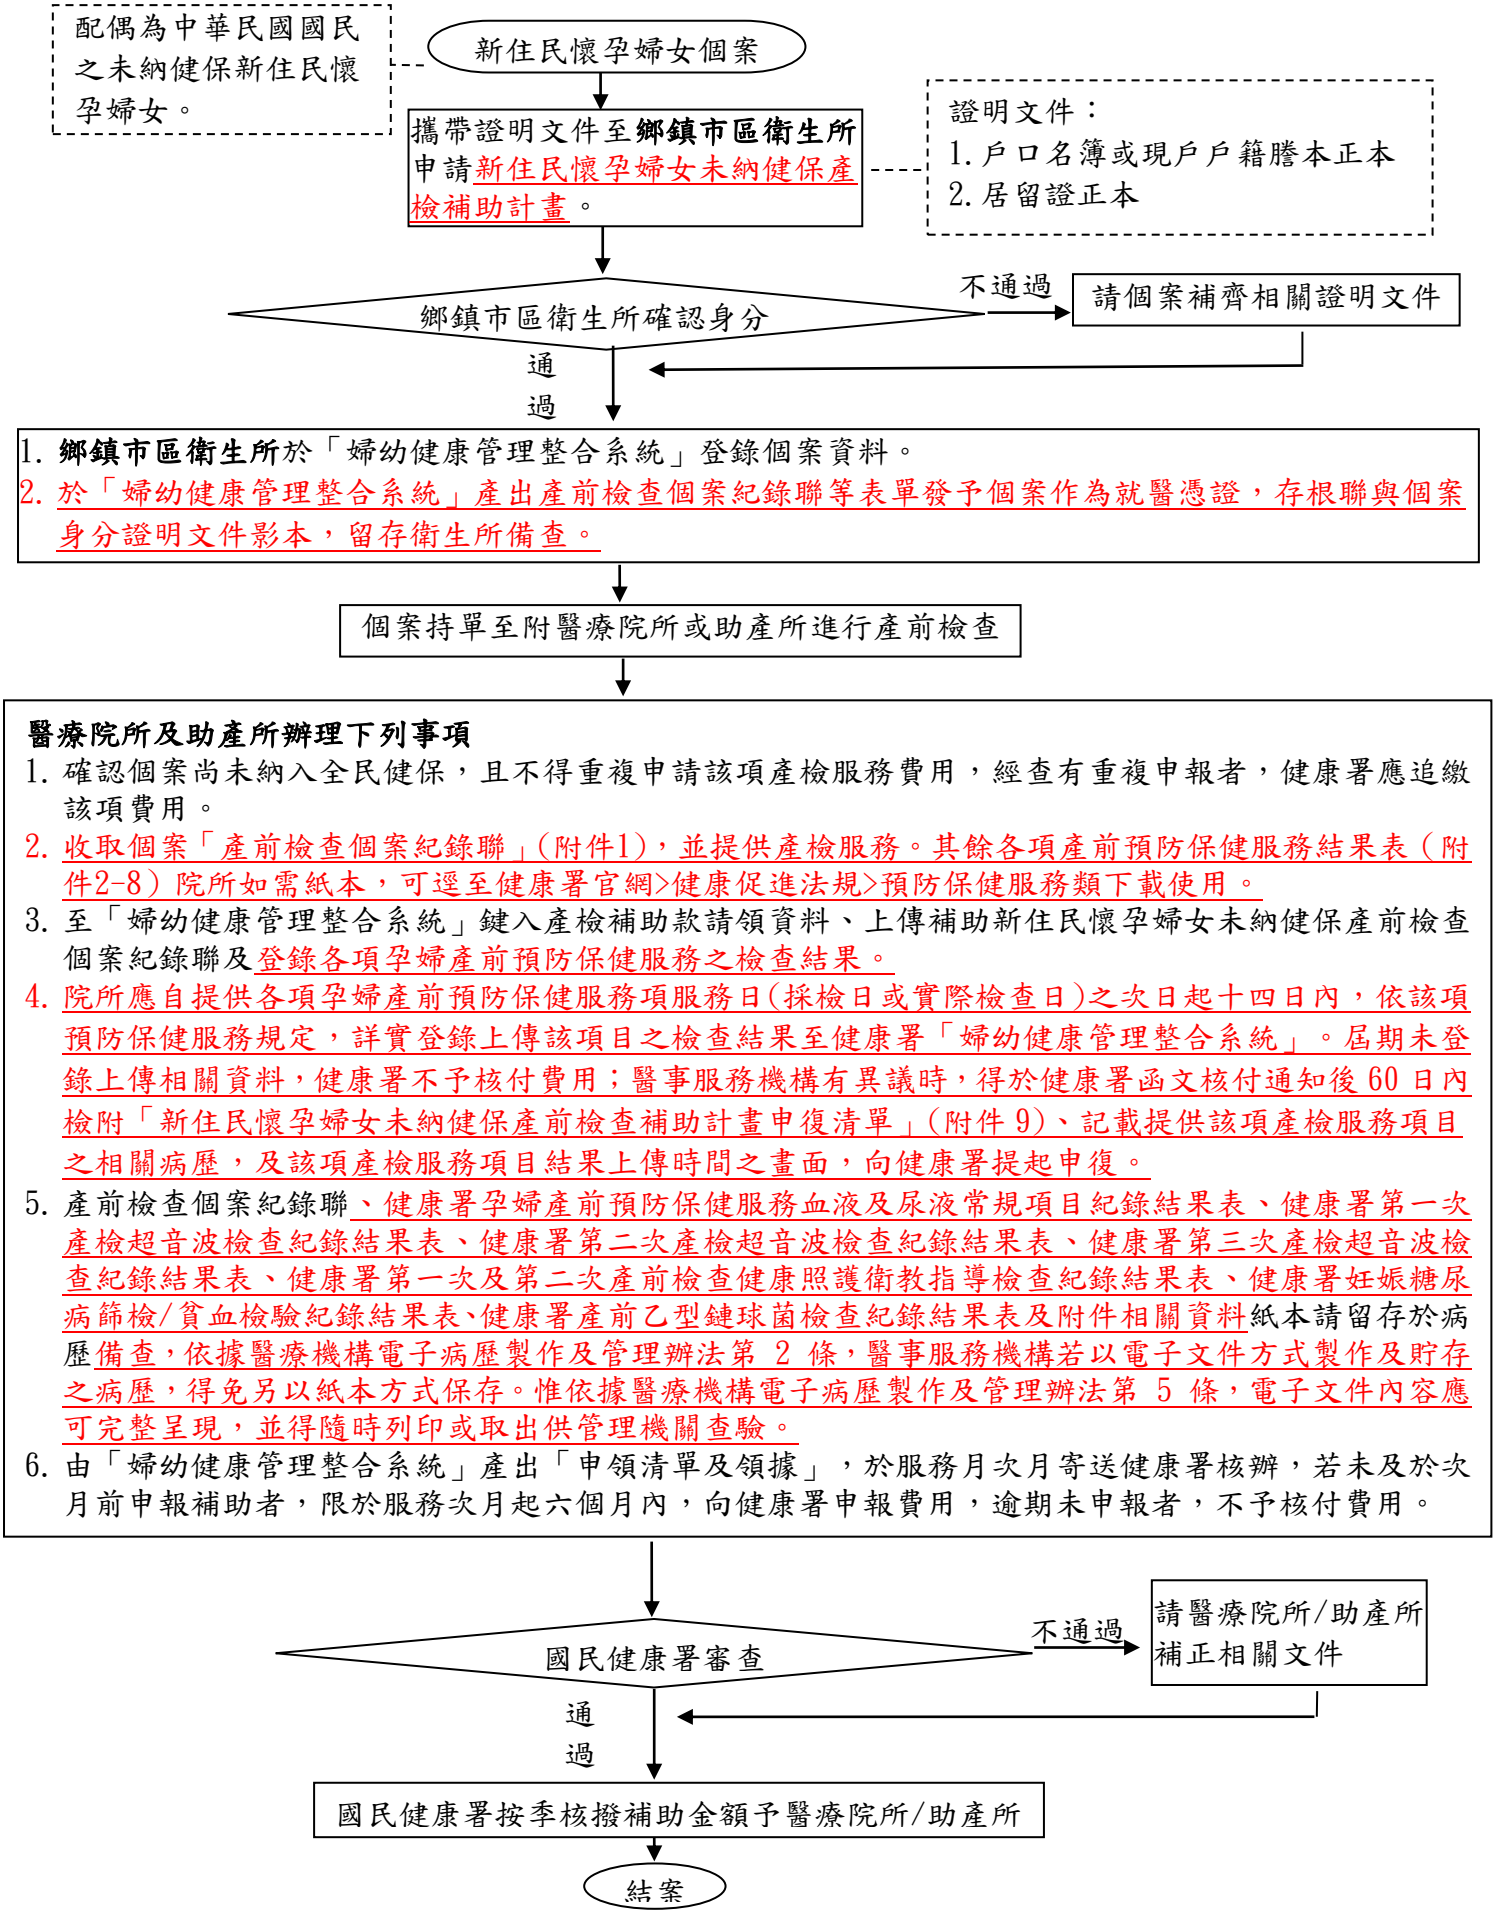 配偶為中華民國國民
之未納健保新住民懷
孕婦女。
新住民懷孕婦女個案
攜帶證明文件至鄉鎮市區衛生所
申請新住民懷孕婦女未納健保產
檢補助計畫。
證明文件：
1.戶口名簿或現戶戶籍謄本正本
2.居留證正本
鄉鎮市區衛生所確認身分
不通過
請個案補齊相關證明文件
通
過
1. 鄉鎮市區衛生所於「婦幼健康管理整合系統」登錄個案資料。
2. 於「婦幼健康管理整合系統」產出產前檢查個案紀錄聯等表單發予個案作為就醫憑證，存根聯與個案
身分證明文件影本，留存衛生所備查。
個案持單至附醫療院所或助產所進行產前檢查
醫療院所及助產所辦理下列事項
1. 確認個案尚未納入全民健保，且不得重複申請該項產檢服務費用，經查有重複申報者，健康署應追繳
該項費用。
2. 收取個案「產前檢查個案紀錄聯」(附件1)，並提供產檢服務。其餘各項產前預防保健服務結果表（附
件2-8）院所如需紙本，可逕至健康署官網>健康促進法規>預防保健服務類下載使用。
3. 至「婦幼健康管理整合系統」鍵入產檢補助款請領資料、上傳補助新住民懷孕婦女未納健保產前檢查
個案紀錄聯及登錄各項孕婦產前預防保健服務之檢查結果。
4. 院所應自提供各項孕婦產前預防保健服務項服務日(採檢日或實際檢查日)之次日起十四日內，依該項
預防保健服務規定，詳實登錄上傳該項目之檢查結果至健康署「婦幼健康管理整合系統」。屆期未登
錄上傳相關資料，健康署不予核付費用；醫事服務機構有異議時，得於健康署函文核付通知後 60 日內
檢附「新住民懷孕婦女未納健保產前檢查補助計畫申復清單」(附件 9)、記載提供該項產檢服務項目
之相關病歷，及該項產檢服務項目結果上傳時間之畫面，向健康署提起申復。
5. 產前檢查個案紀錄聯、健康署孕婦產前預防保健服務血液及尿液常規項目紀錄結果表、健康署第一次
產檢超音波檢查紀錄結果表、健康署第二次產檢超音波檢查紀錄結果表、健康署第三次產檢超音波檢
查紀錄結果表、健康署第一次及第二次產前檢查健康照護衛教指導檢查紀錄結果表、健康署妊娠糖尿
病篩檢/貧血檢驗紀錄結果表、健康署產前乙型鏈球菌檢查紀錄結果表及附件相關資料紙本請留存於病
歷備查，依據醫療機構電子病歷製作及管理辦法第 2 條，醫事服務機構若以電子文件方式製作及貯存
之病歷，得免另以紙本方式保存。惟依據醫療機構電子病歷製作及管理辦法第 5 條，電子文件內容應
可完整呈現，並得隨時列印或取出供管理機關查驗。
6. 由「婦幼健康管理整合系統」產出「申領清單及領據」，於服務月次月寄送健康署核辦，若未及於次
月前申報補助者，限於服務次月起六個月內，向健康署申報費用，逾期未申報者，不予核付費用。
國民健康署審查
不通過
請醫療院所/助產所
補正相關文件
通
過
國民健康署按季核撥補助金額予醫療院所/助產所
結案